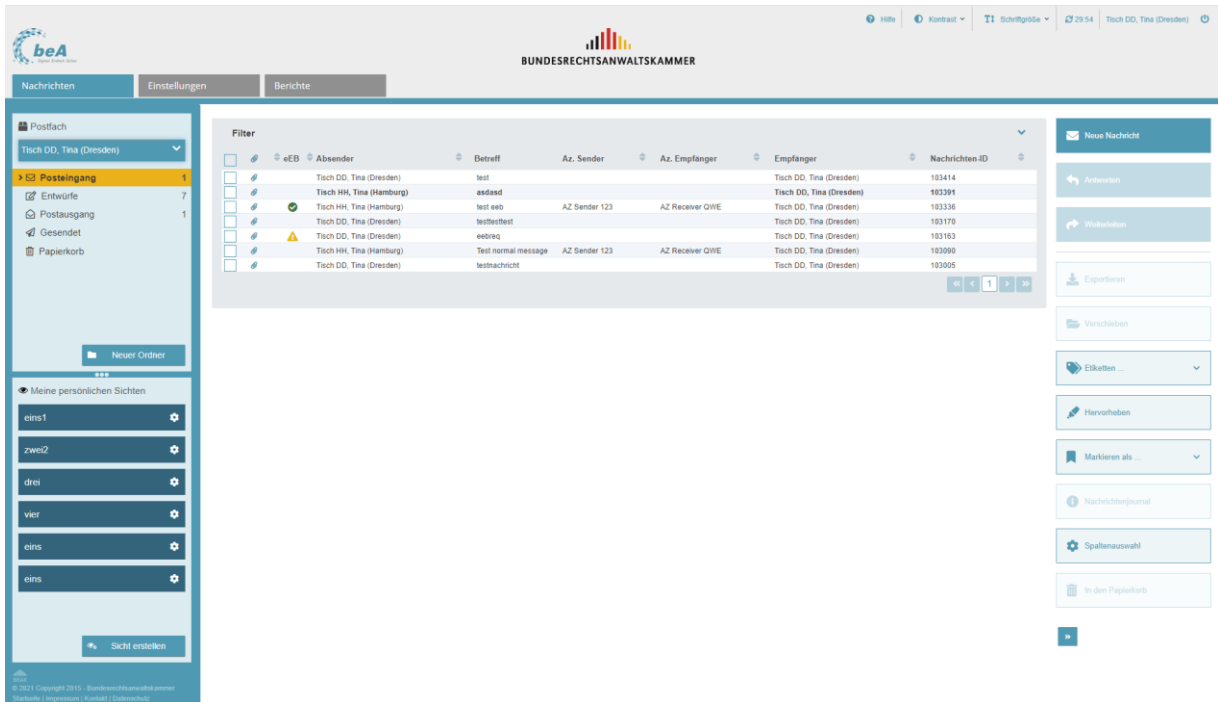 Hilfe Kontrast Schriftgröße 29:54 Tisch DD, Tina (Dresden)
beA
BUNDESRECHTSANWALTSKAMMER
Nachrichten Einstellungen Berichte
Postfach
Tisch DD, Tina (Dresden)
Posteingang 1
Entwürfe 7
Postausgang 1
Gesendet
Papierkorb
Neuer Ordner
Meine persönlichen Sichten
eins1
zwei2
drei
vier
eins
eins
Sicht erstellen
© 2021 Copyright 2015 - Bundesrechtsanwaltskammer
Startseite | Impressum | Kontakt | Datenschutz
Filter
eEB Absender Betreff Az. Sender Az. Empfänger Empfänger Nachrichten-ID
Tisch DD, Tina (Dresden) test Tisch DD, Tina (Dresden) 103414
Tisch HH, Tina (Hamburg) asdasd Tisch DD, Tina (Dresden) 103391
Tisch HH, Tina (Hamburg) test eeb AZ Sender 123 AZ Receiver QWE Tisch DD, Tina (Dresden) 103336
Tisch DD, Tina (Dresden) testtesttest Tisch DD, Tina (Dresden) 103170
Tisch DD, Tina (Dresden) eebreq Tisch DD, Tina (Dresden) 103163
Tisch HH, Tina (Hamburg) Test normal message AZ Sender 123 AZ Receiver QWE Tisch DD, Tina (Dresden) 103090
Tisch DD, Tina (Dresden) testnachricht Tisch DD, Tina (Dresden) 103005
« < 1 > »
Neue Nachricht
Antworten
Weiterleiten
Exportieren
Verschieben
Etiketten ...
Hervorheben
Markieren als ...
Nachrichtenjournal
Spaltenauswahl
In den Papierkorb
»